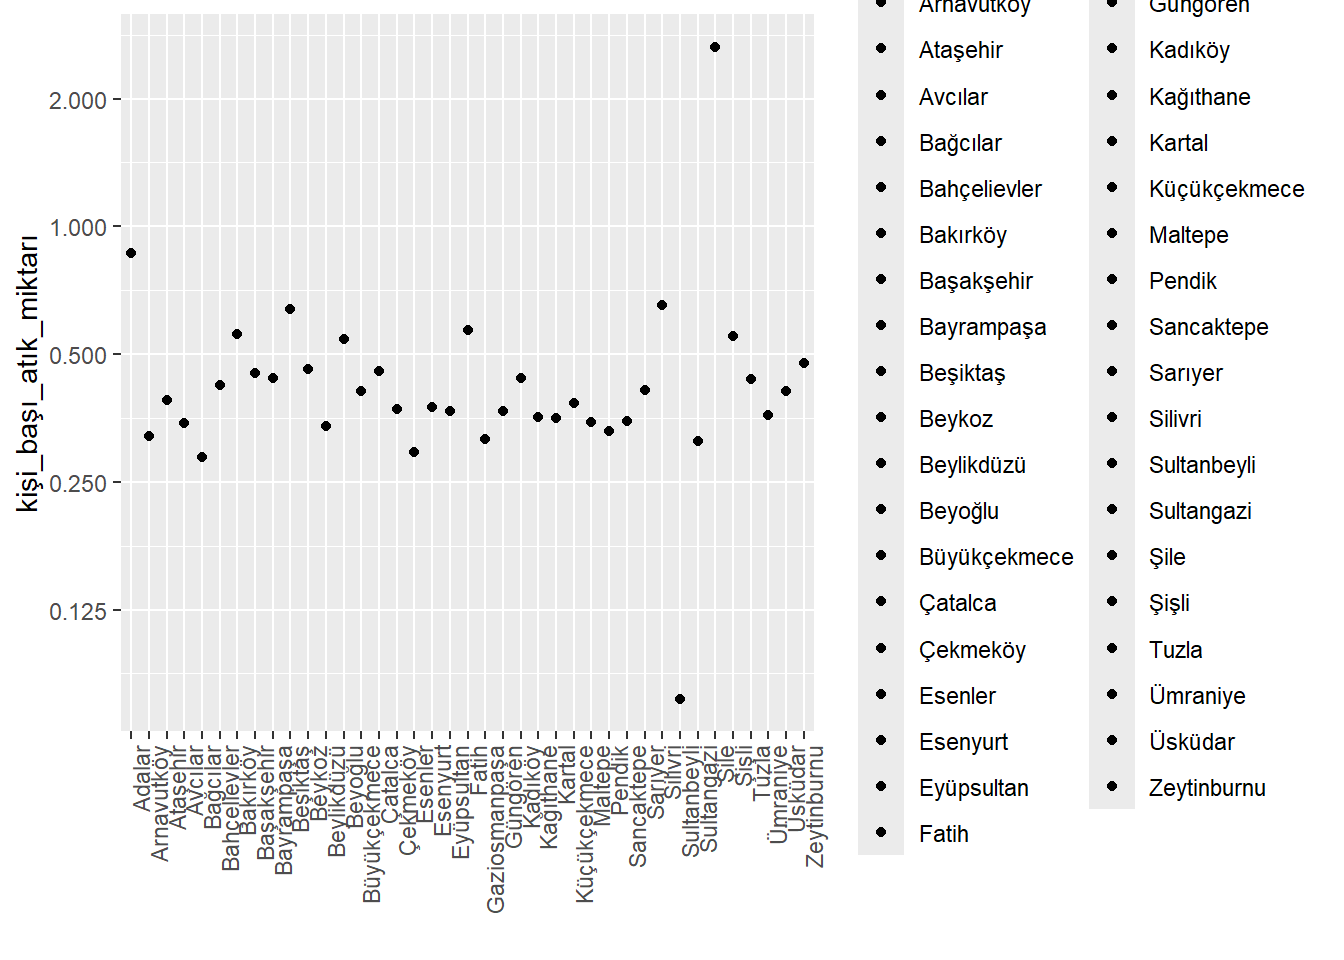 kişi_başı_atık_miktarı
2.000
1.000
0.500
0.250
0.125
Adalar
Arnavutköy
Ataşehir
Avcılar
Bağcılar
Bahçelievler
Bakırköy
Başakşehir
Bayrampaşa
Beşiktaş
Beykoz
Beylikdüzü
Beyoğlu
Büyükçekmece
Çatalca
Çekmeköy
Esenler
Esenyurt
Eyüpsultan
Fatih
Gaziosmanpaşa
Güngören
Kadıköy
Kağıthane
Kartal
Küçükçekmece
Maltepe
Pendik
Sancaktepe
Sarıyer
Silivri
Sultanbeyli
Sultangazi
Şile
Şişli
Tuzla
Ümraniye
Üsküdar
Zeytinburnu
Arnavutköy
Ataşehir
Avcılar
Bağcılar
Bahçelievler
Bakırköy
Başakşehir
Bayrampaşa
Beşiktaş
Beykoz
Beylikdüzü
Beyoğlu
Büyükçekmece
Çatalca
Çekmeköy
Esenler
Esenyurt
Eyüpsultan
Fatih
Güngören
Kadıköy
Kağıthane
Kartal
Küçükçekmece
Maltepe
Pendik
Sancaktepe
Sarıyer
Silivri
Sultanbeyli
Sultangazi
Şile
Şişli
Tuzla
Ümraniye
Üsküdar
Zeytinburnu